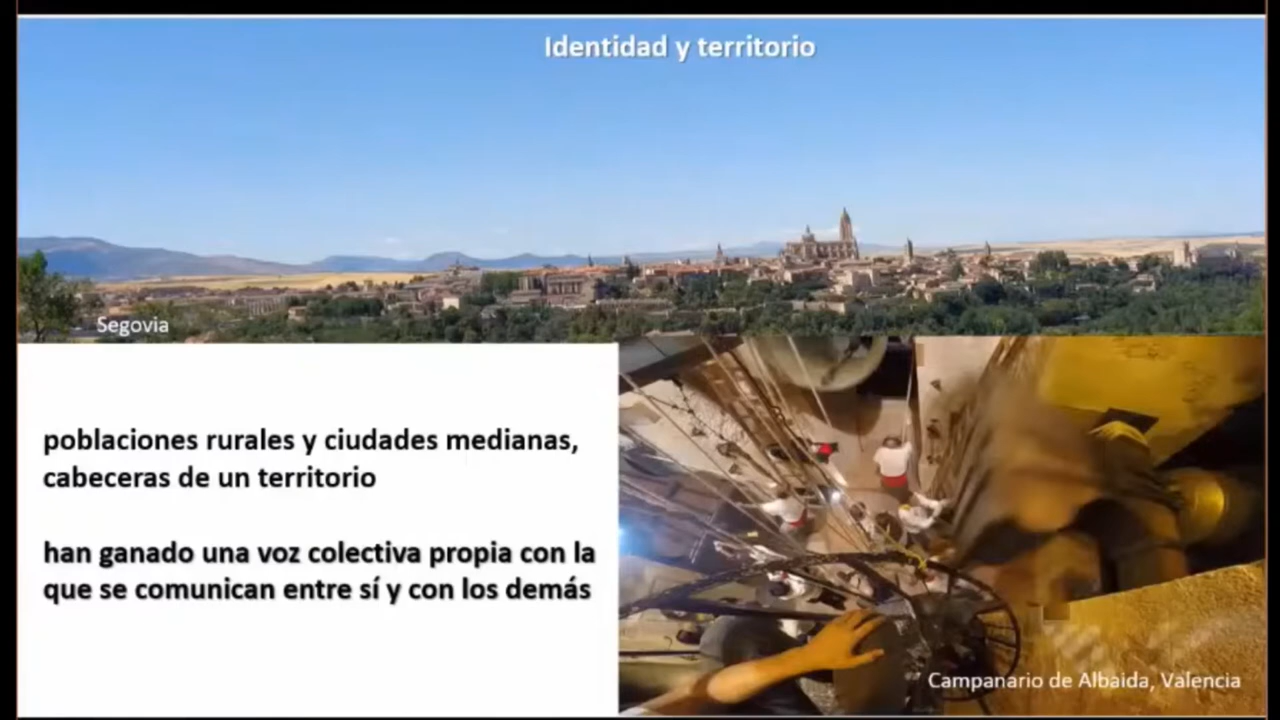 Identidad y territorio
Segovia
poblaciones rurales y ciudades medianas,
cabeceras de un territorio
han ganado una voz colectiva propia con la
que se comunican entre sí y con los demás
Campanario de Albaida, Valencia